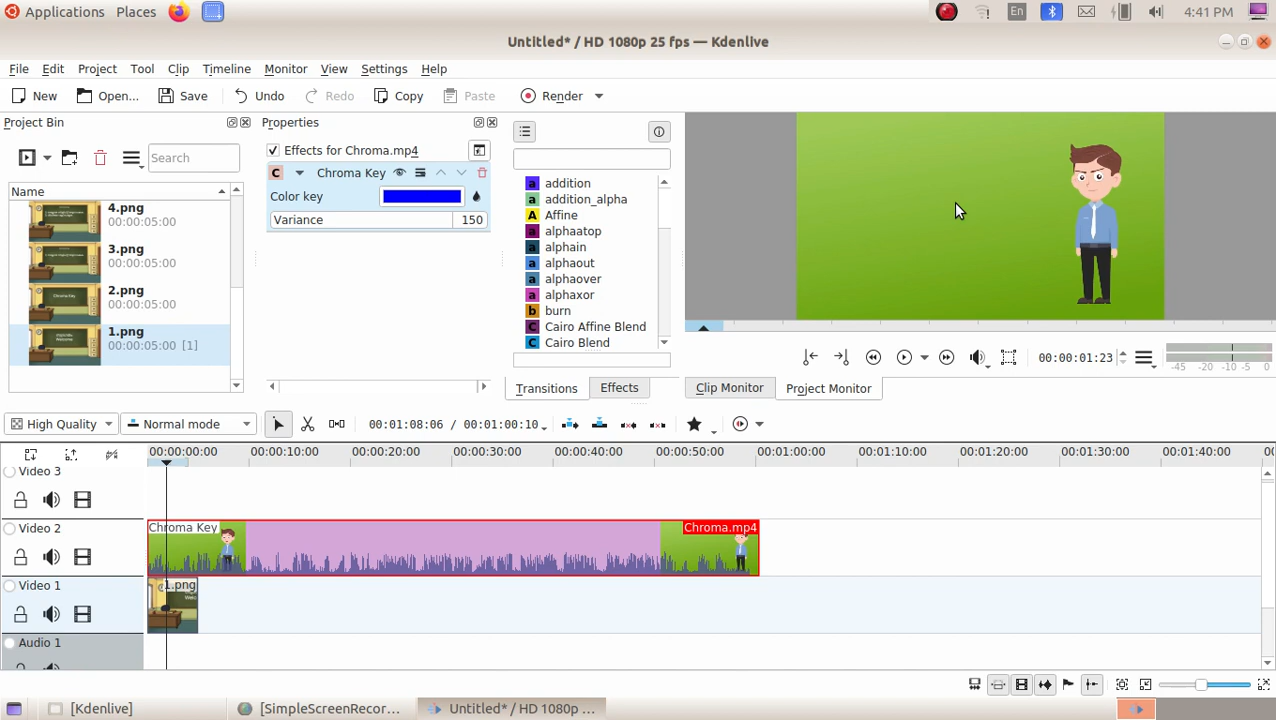 Applications Places En 4:41 PM
Untitled* / HD 1080p 25 fps — Kdenlive
File Edit Project Tool Clip Timeline Monitor View Settings Help
New Open... Save Undo Redo Copy Paste Render
Project Bin
Search
Name
4.png
00:00:05:00
3.png
00:00:05:00
2.png
00:00:05:00
1.png
00:00:05:00 [1]
Properties
Effects for Chroma.mp4
C Chroma Key
Color key
Variance 150
a addition
a addition_alpha
A Affine
a alphaatop
a alphain
a alphaout
a alphaover
a alphaxor
b burn
C Cairo Affine Blend
C Cairo Blend
Transitions Effects
00:00:01:23
-45 -20 -10 -5 0
Clip Monitor Project Monitor
High Quality Normal mode 00:01:08:06 / 00:01:00:10
00:00:00:00 00:00:10:00 00:00:20:00 00:00:30:00 00:00:40:00 00:00:50:00 00:01:00:00 00:01:10:00 00:01:20:00 00:01:30:00 00:01:40:00
Video 3
Video 2
Chroma Key Chroma.mp4
Video 1
1.png
Audio 1
[Kdenlive] [SimpleScreenRecor... Untitled* / HD 1080p ...